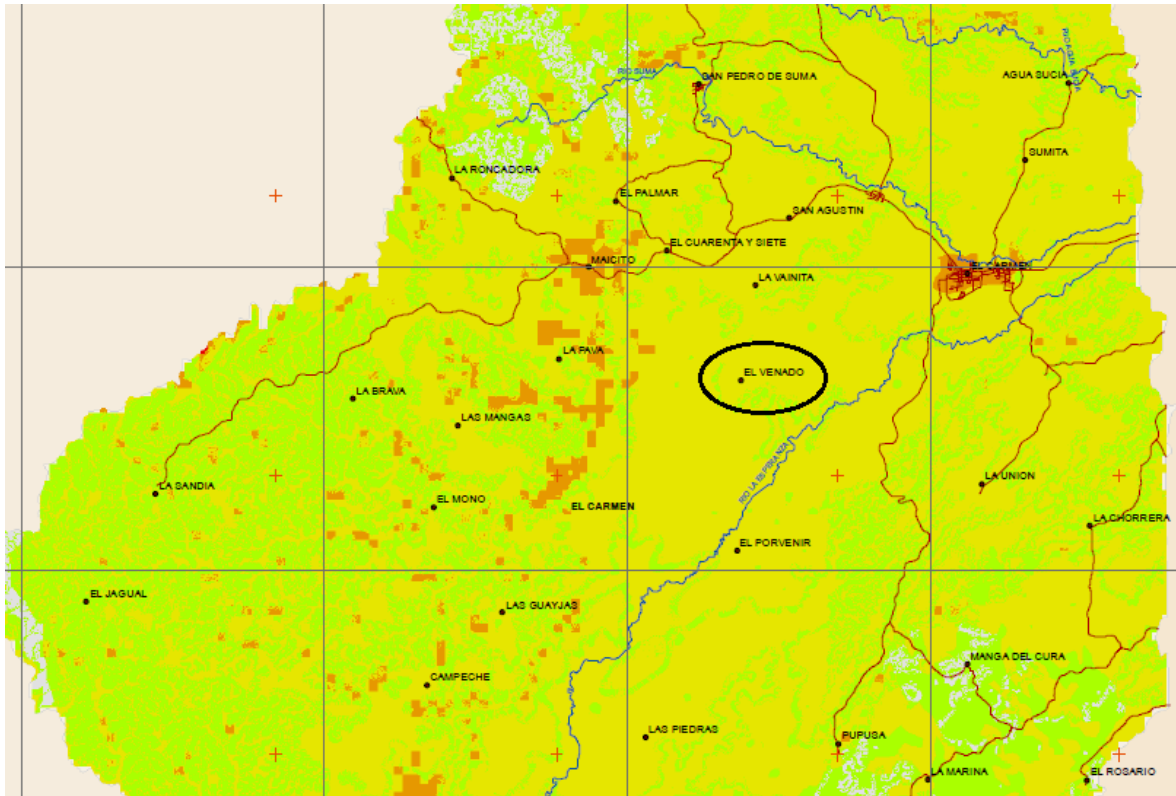 RIO SUMA
SAN PEDRO DE SUMA
AGUA SUCIA
SUMITA
LA RONCADORA
EL PALMAR
SAN AGUSTIN
EL CUARENTA Y SIETE
MAICITO
EL CARMEN
LA VAINITA
LA PAVA
EL VENADO
LA BRAVA
LAS MANGAS
RIO LA ESPERANZA
LA UNION
LA SANDIA
EL MONO
EL CARMEN
LA CHORRERA
EL PORVENIR
EL JAGUAL
LAS GUAYJAS
MANGA DEL CURA
CAMPECHE
LAS PIEDRAS
PUPUSA
LA MARINA
EL ROSARIO